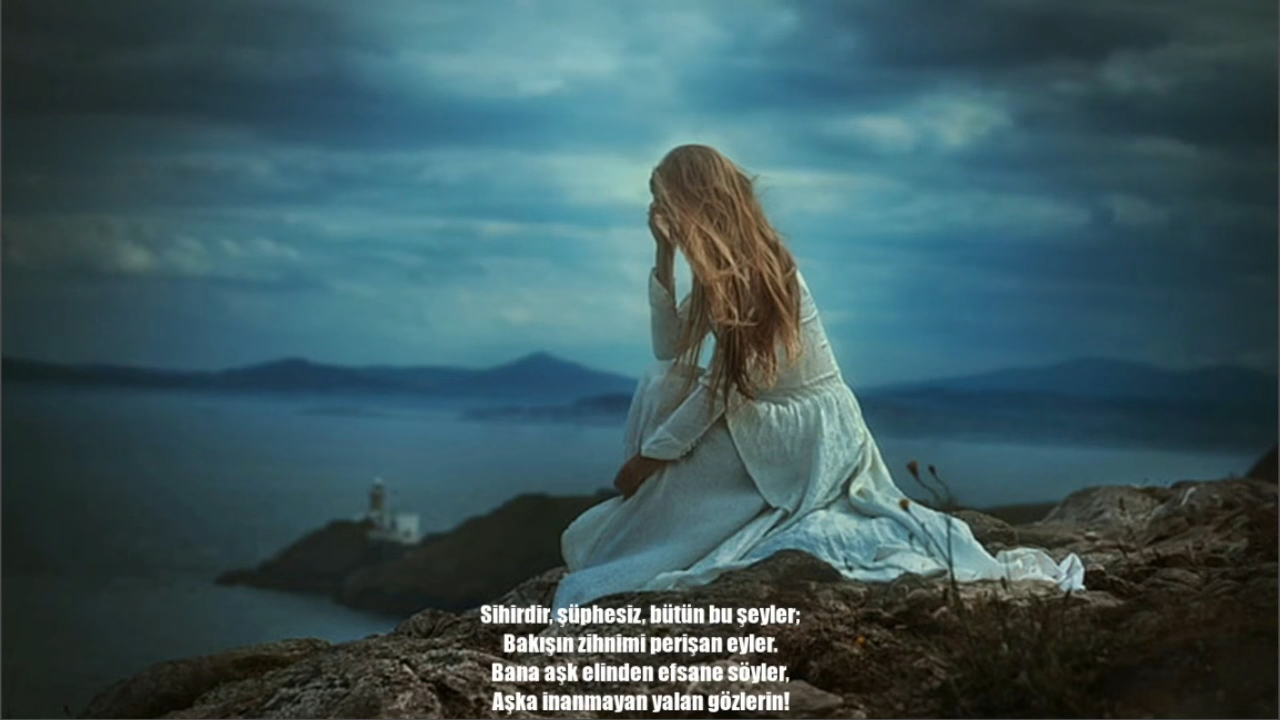 Sihirdir, şüphesiz, bütün bu şeyler;
Bakışın zihnimi perişan eyler.
Bana aşk elinden efsane söyler,
Aşka inanmayan yalan gözlerin!